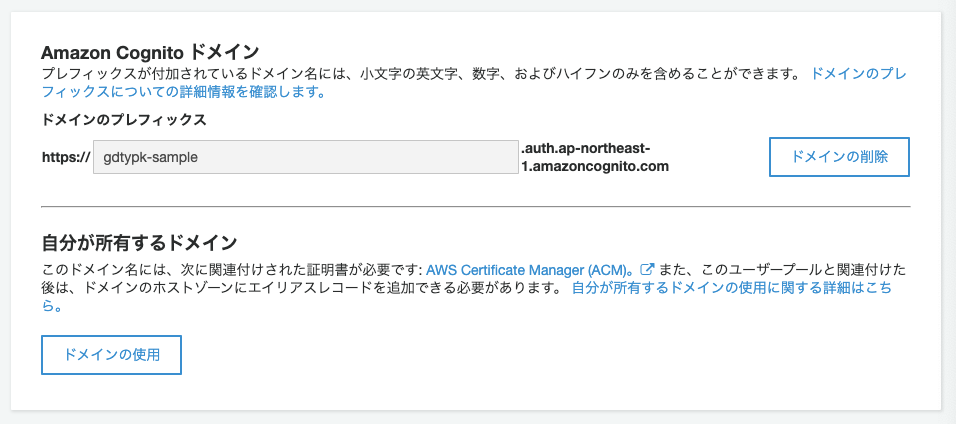 Amazon Cognito ドメイン
プレフィックスが付加されているドメイン名には、小文字の英文字、数字、およびハイフンのみを含めることができます。 ドメインのプレ
フィックスについての詳細情報を確認します。
ドメインのプレフィックス
https:// gdtypk-sample .auth.ap-northeast-
1.amazoncognito.com
ドメインの削除
自分が所有するドメイン
このドメイン名には、次に関連付けされた証明書が必要です: AWS Certificate Manager (ACM)。 また、このユーザープールと関連付けた
後は、ドメインのホストゾーンにエイリアスレコードを追加できる必要があります。 自分が所有するドメインの使用に関する詳細はこち
ら。
ドメインの使用